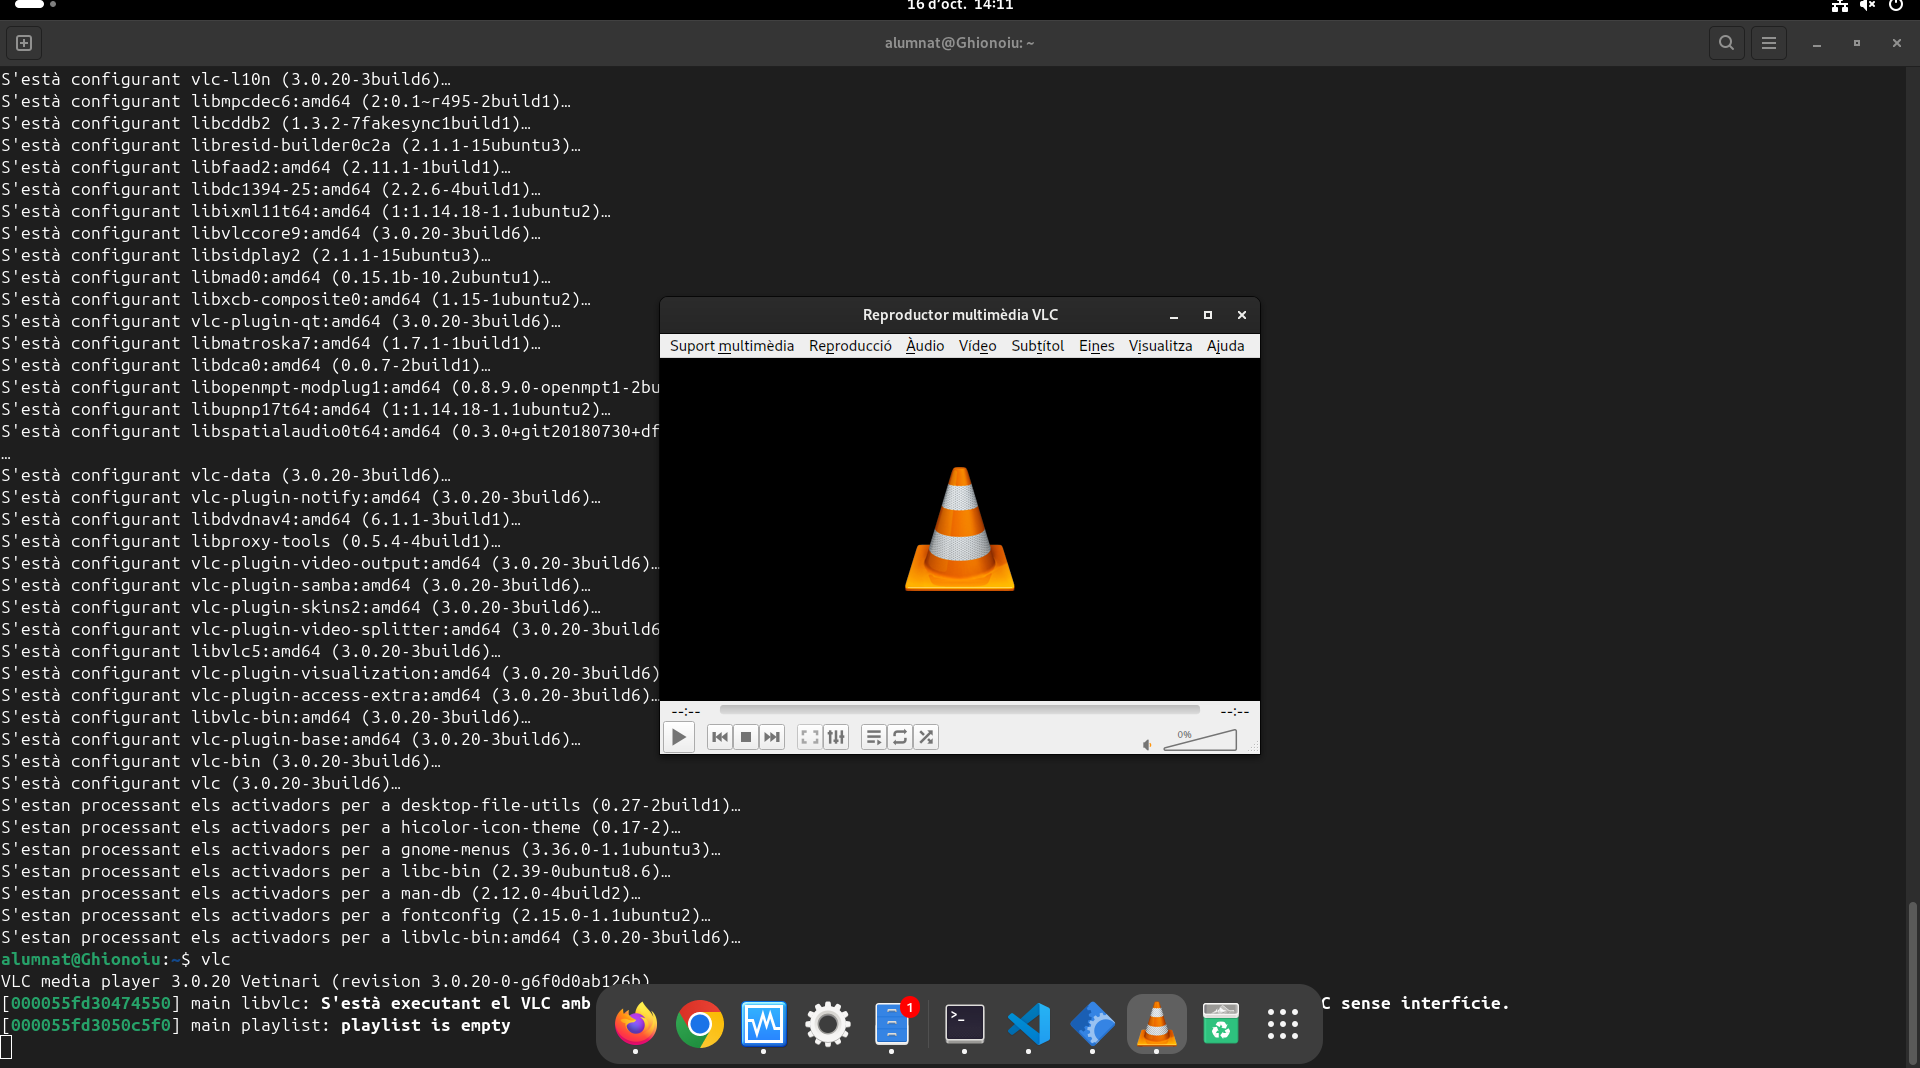 16 d'oct. 14:11
alumnat@Ghionoiu: ~
S'està configurant vlc-l10n (3.0.20-3build6)…
S'està configurant libmpcdec6:amd64 (2:0.1~r495-2build1)…
S'està configurant libcddb2 (1.3.2-7fakesync1build1)…
S'està configurant libresid-builder0c2a (2.1.1-15ubuntu3)…
S'està configurant libfaad2:amd64 (2.11.1-1build1)…
S'està configurant libdc1394-25:amd64 (2.2.6-4build1)…
S'està configurant libixml11t64:amd64 (1:1.14.18-1.1ubuntu2)…
S'està configurant libvlccore9:amd64 (3.0.20-3build6)…
S'està configurant libsidplay2 (2.1.1-15ubuntu3)…
S'està configurant libmad0:amd64 (0.15.1b-10.2ubuntu1)…
S'està configurant libxcb-composite0:amd64 (1.15-1ubuntu2)…
S'està configurant vlc-plugin-qt:amd64 (3.0.20-3build6)…
S'està configurant libmatroska7:amd64 (1.7.1-1build1)…
S'està configurant libdca0:amd64 (0.0.7-2build1)…
S'està configurant libopenmpt-modplug1:amd64 (0.8.9.0-openmpt1-2bu
S'està configurant libupnp17t64:amd64 (1:1.14.18-1.1ubuntu2)…
S'està configurant libspatialaudio0t64:amd64 (0.3.0+git20180730+df
…
S'està configurant vlc-data (3.0.20-3build6)…
S'està configurant vlc-plugin-notify:amd64 (3.0.20-3build6)…
S'està configurant libdvdnav4:amd64 (6.1.1-3build1)…
S'està configurant libproxy-tools (0.5.4-4build1)…
S'està configurant vlc-plugin-video-output:amd64 (3.0.20-3build6)…
S'està configurant vlc-plugin-samba:amd64 (3.0.20-3build6)…
S'està configurant vlc-plugin-skins2:amd64 (3.0.20-3build6)…
S'està configurant vlc-plugin-video-splitter:amd64 (3.0.20-3build6
S'està configurant libvlc5:amd64 (3.0.20-3build6)…
S'està configurant vlc-plugin-visualization:amd64 (3.0.20-3build6)
S'està configurant vlc-plugin-access-extra:amd64 (3.0.20-3build6)…
S'està configurant libvlc-bin:amd64 (3.0.20-3build6)…
S'està configurant vlc-plugin-base:amd64 (3.0.20-3build6)…
S'està configurant vlc-bin (3.0.20-3build6)…
S'està configurant vlc (3.0.20-3build6)…
S'estan processant els activadors per a desktop-file-utils (0.27-2build1)…
S'estan processant els activadors per a hicolor-icon-theme (0.17-2)…
S'estan processant els activadors per a gnome-menus (3.36.0-1.1ubuntu3)…
S'estan processant els activadors per a libc-bin (2.39-0ubuntu8.6)…
S'estan processant els activadors per a man-db (2.12.0-4build2)…
S'estan processant els activadors per a fontconfig (2.15.0-1.1ubuntu2)…
S'estan processant els activadors per a libvlc-bin:amd64 (3.0.20-3build6)…
alumnat@Ghionoiu:~$ vlc
VLC media player 3.0.20 Vetinari (revision 3.0.20-0-g6f0d0ab126b)
[000055fd30474550] main libvlc: S'està executant el VLC amb C sense interfície.
[000055fd3050c5f0] main playlist: playlist is empty
Reproductor multimèdia VLC
Suport multimèdia Reproducció Àudio Vídeo Subtítol Eines Visualitza Ajuda
--:-- --:--
0%
1
>_